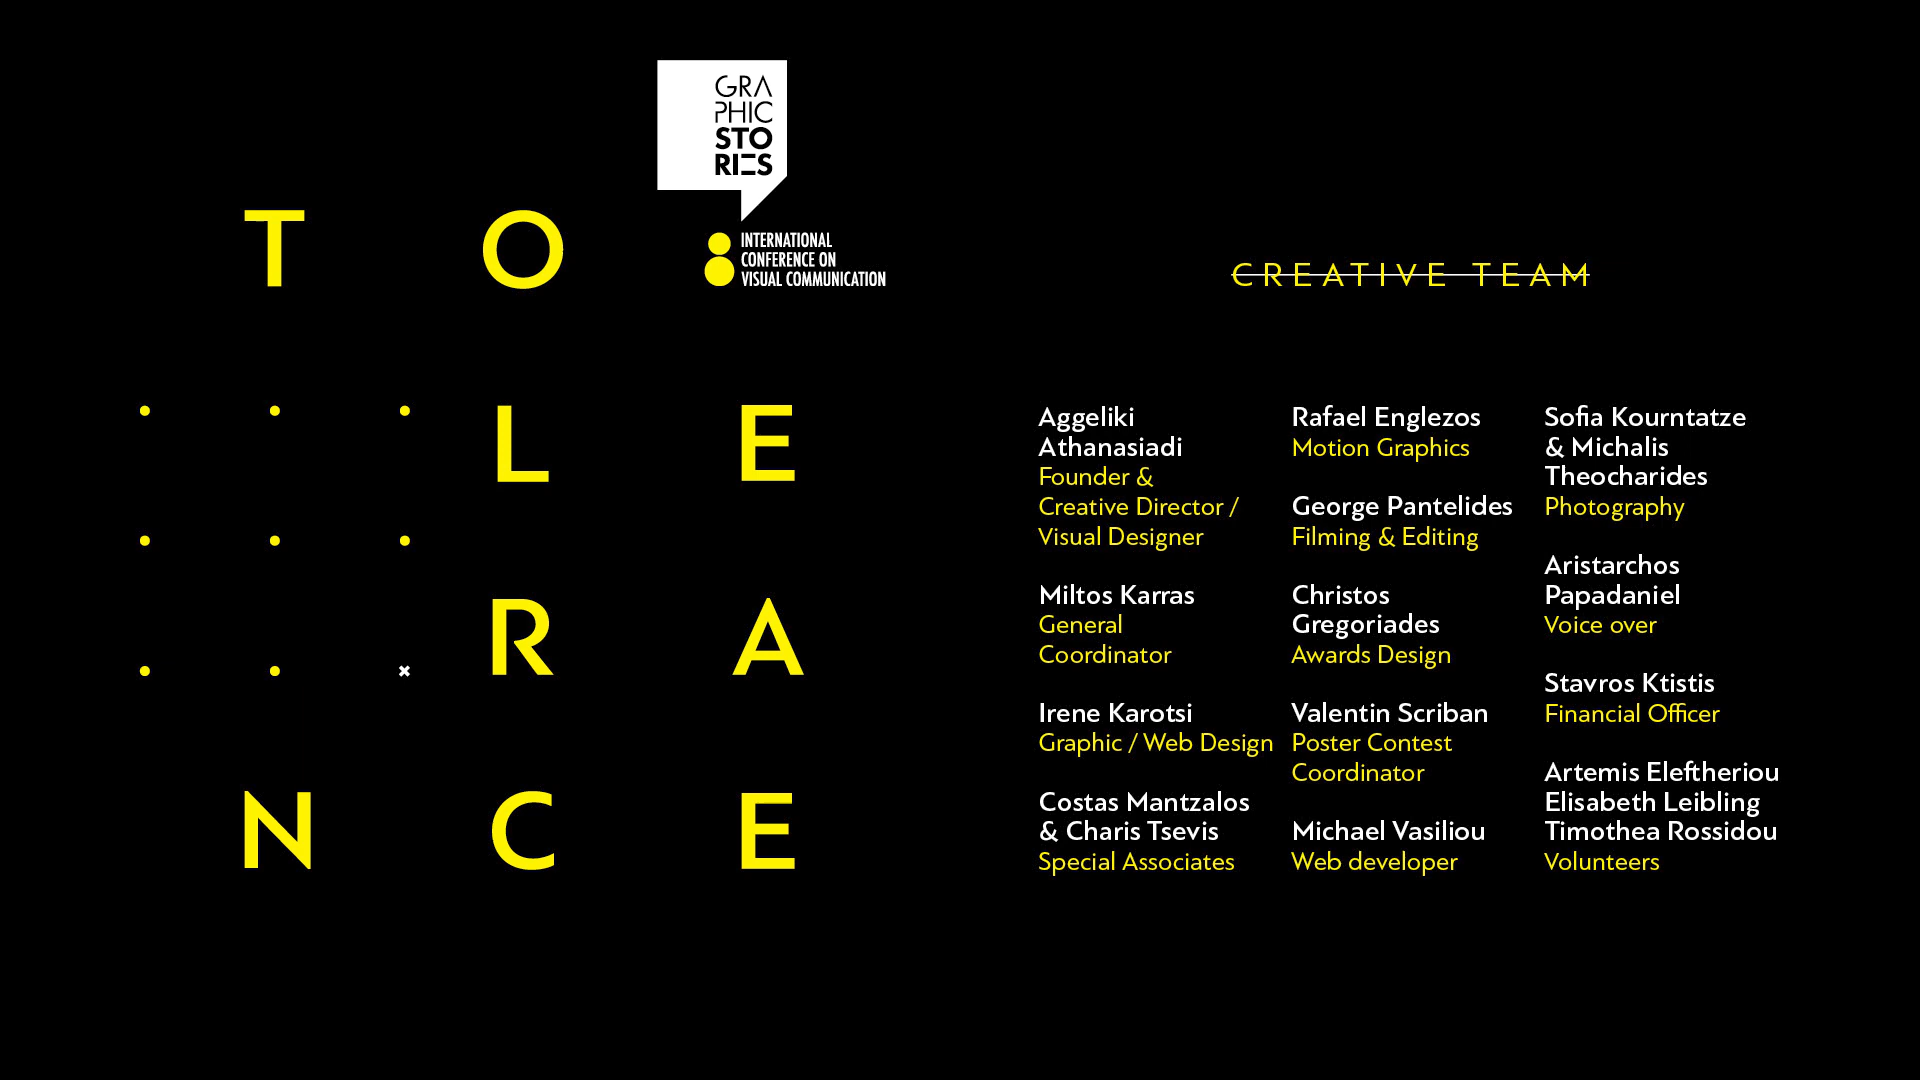 GRA
PHIC
STO
RIES
T O
8 INTERNATIONAL
CONFERENCE ON
VISUAL COMMUNICATION
L E
R A
N C E
CREATIVE TEAM
Aggeliki
Athanasiadi
Founder &
Creative Director /
Visual Designer
Miltos Karras
General
Coordinator
Irene Karotsi
Graphic / Web Design
Costas Mantzalos
& Charis Tsevis
Special Associates
Rafael Englezos
Motion Graphics
George Pantelides
Filming & Editing
Christos
Gregoriades
Awards Design
Valentin Scriban
Poster Contest
Coordinator
Michael Vasiliou
Web developer
Sofia Kourntatze
& Michalis
Theocharides
Photography
Aristarchos
Papadaniel
Voice over
Stavros Ktistis
Financial Officer
Artemis Eleftheriou
Elisabeth Leibling
Timothea Rossidou
Volunteers